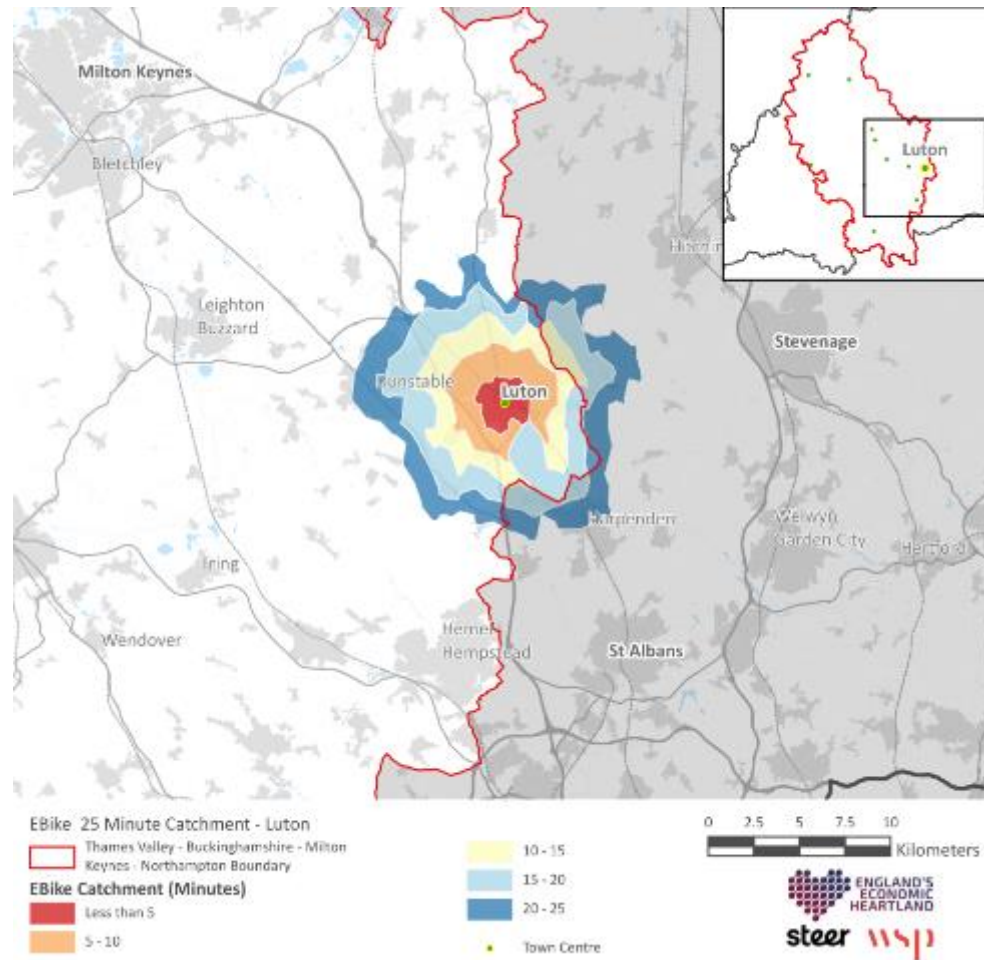 Milton Keynes
Bletchley
Luton
Hitchin
Leighton
Buzzard
Stevenage
Dunstable
Luton
Harpenden
Welwyn
Garden City
Hertford
Tring
Wendover
Hemel
Hempstead
St Albans
EBike 25 Minute Catchment - Luton
Thames Valley - Buckinghamshire - Milton
Keynes - Northampton Boundary
EBike Catchment (Minutes)
Less than 5
5 - 10
10 - 15
15 - 20
20 - 25
Town Centre
0 2.5 5 7.5 10
Kilometers
ENGLAND'S
ECONOMIC
HEARTLAND
steer wsp